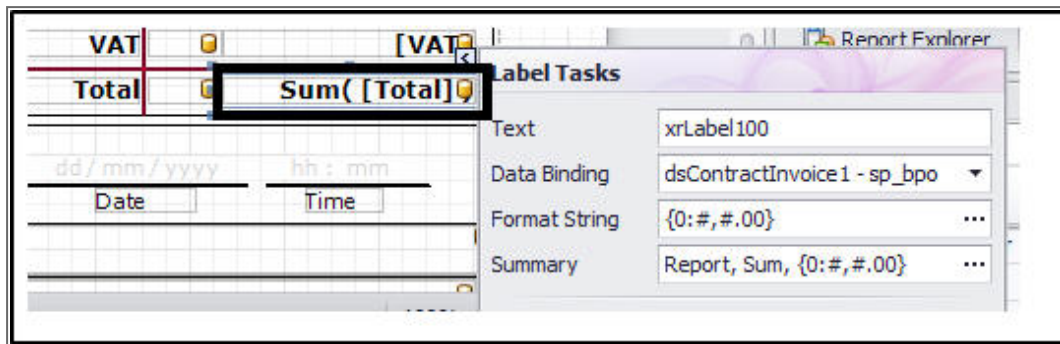 VAT [VAT
Report Explorer
Total Sum( [Total]
Label Tasks
Text xrLabel100
Data Binding dsContractInvoice1 - sp_bpo
dd / mm / yyyy hh : mm
Date Time
Format String {0:#,#.00} ...
Summary Report, Sum, {0:#,#.00} ...